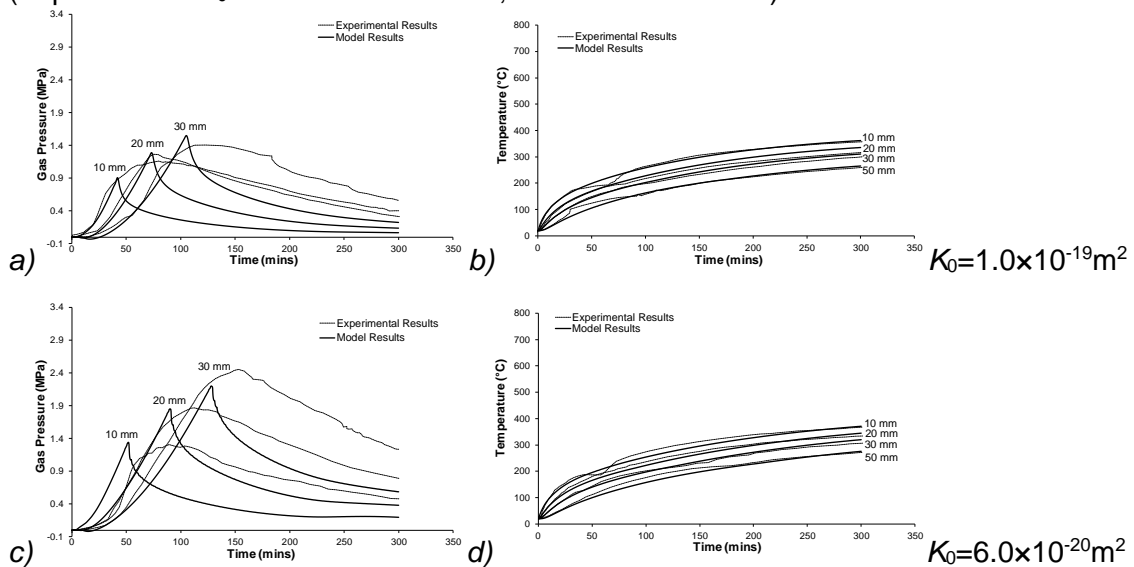 3.4
2.9
2.4
1.9
1.4
0.9
0.4
-0.1
Gas Pressure (MPa)
Experimental Results
Model Results
10 mm
20 mm
30 mm
0 50 100 150 200 250 300 350
Time (mins)
a)
800
700
600
500
400
300
200
100
0
Temperature (°C)
Experimental Results
Model Results
10 mm
20 mm
30 mm
50 mm
0 50 100 150 200 250 300 350
Time (mins)
b)
K0=1.0×10-19m2
3.4
2.9
2.4
1.9
1.4
0.9
0.4
-0.1
Gas Pressure (MPa)
Experimental Results
Model Results
10 mm
20 mm
30 mm
0 50 100 150 200 250 300 350
Time (mins)
c)
800
700
600
500
400
300
200
100
0
Temperature (°C)
Experimental Results
Model Results
10 mm
20 mm
30 mm
50 mm
0 50 100 150 200 250 300 350
Time (mins)
d)
K0=6.0×10-20m2